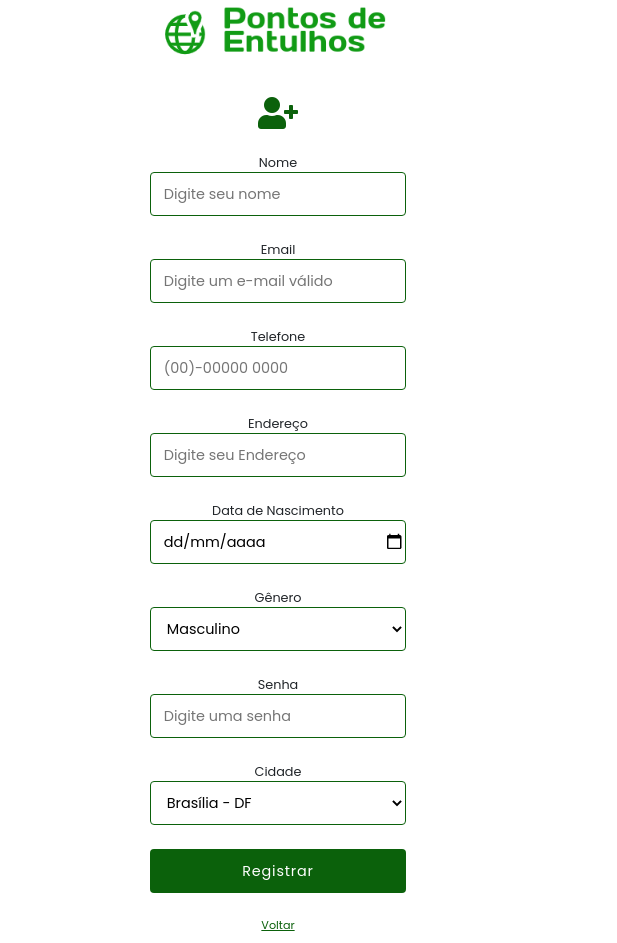 Pontos de
Entulhos
Nome
Digite seu nome
Email
Digite um e-mail válido
Telefone
(00)-00000 0000
Endereço
Digite seu Endereço
Data de Nascimento
dd/mm/aaaa
Gênero
Masculino
Senha
Digite uma senha
Cidade
Brasília - DF
Registrar
Voltar